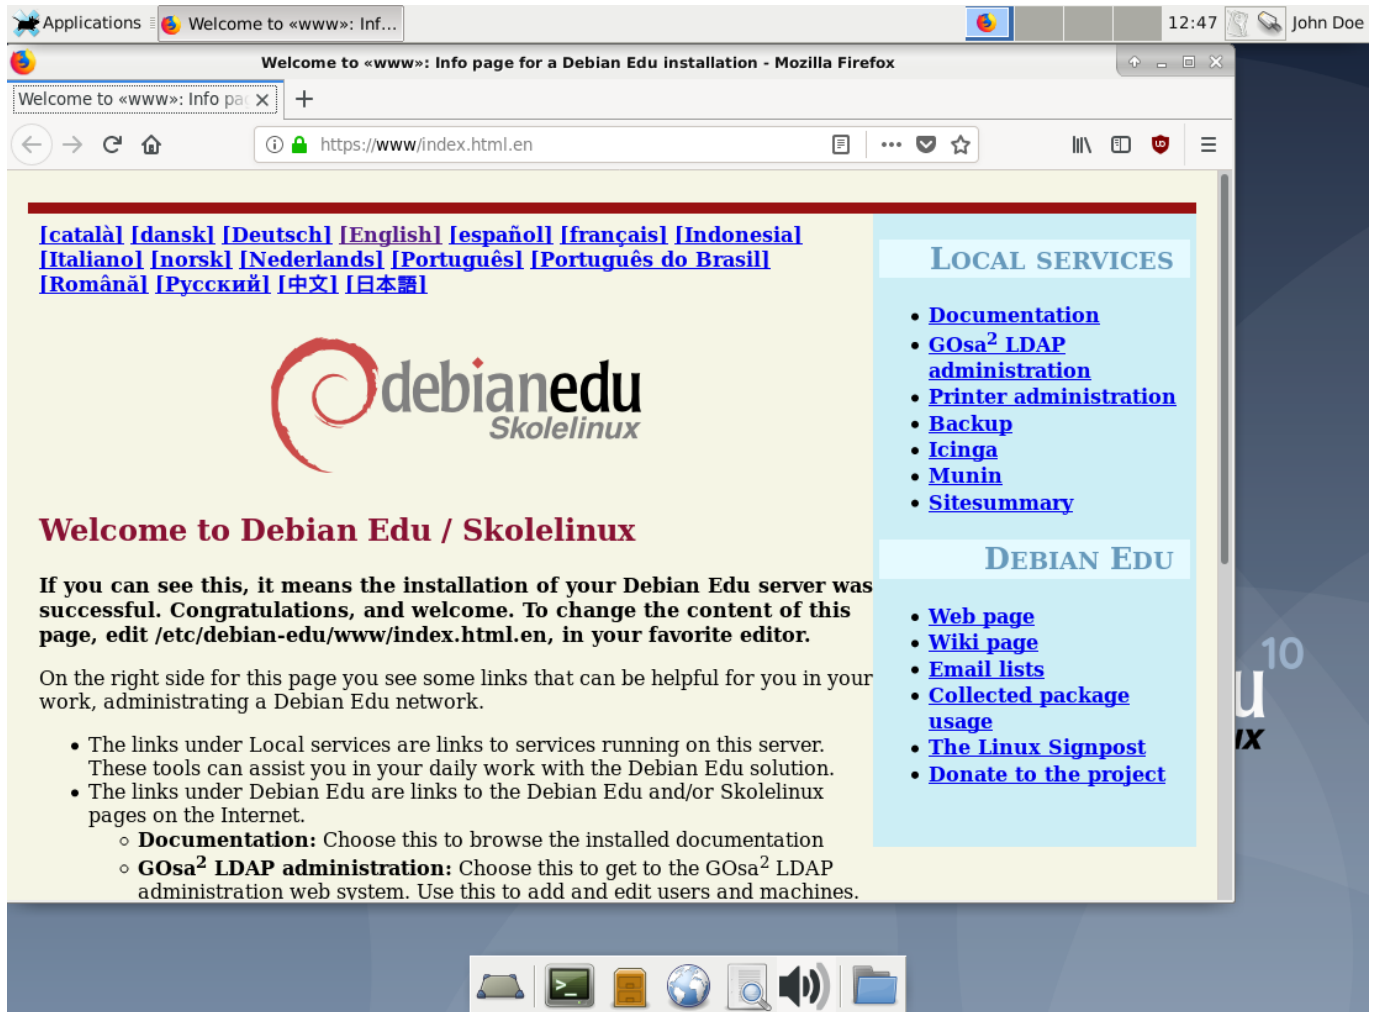 Applications
Welcome to «www»: Inf...
12:47
John Doe
Welcome to «www»: Info page for a Debian Edu installation - Mozilla Firefox
Welcome to «www»: Info pag
https://www/index.html.en
[català] [dansk] [Deutsch] [English] [español] [français] [Indonesia]
[Italiano] [norsk] [Nederlands] [Português] [Português do Brasil]
[Română] [Русский] [中文] [日本語]
debianedu
Skolelinux
Welcome to Debian Edu / Skolelinux
If you can see this, it means the installation of your Debian Edu server was
successful. Congratulations, and welcome. To change the content of this
page, edit /etc/debian-edu/www/index.html.en, in your favorite editor.
On the right side for this page you see some links that can be helpful for you in your
work, administrating a Debian Edu network.
• The links under Local services are links to services running on this server.
These tools can assist you in your daily work with the Debian Edu solution.
• The links under Debian Edu are links to the Debian Edu and/or Skolelinux
pages on the Internet.
◦ Documentation: Choose this to browse the installed documentation
◦ GOsa² LDAP administration: Choose this to get to the GOsa² LDAP
administration web system. Use this to add and edit users and machines.
Local services
• Documentation
• GOsa² LDAP
administration
• Printer administration
• Backup
• Icinga
• Munin
• Sitesummary
Debian Edu
• Web page
• Wiki page
• Email lists
• Collected package
usage
• The Linux Signpost
• Donate to the project
10
u
ıx